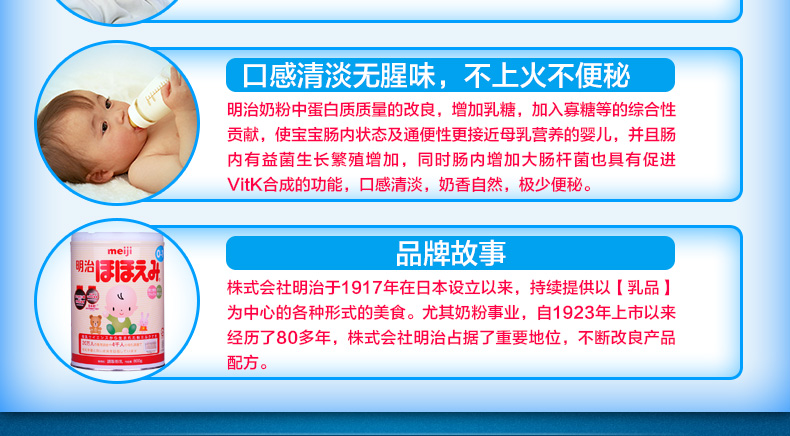 口感清淡无腥味，不上火不便秘
明治奶粉中蛋白质质量的改良，增加乳糖，加入寡糖等的综合性
贡献，使宝宝肠内状态及通便性更接近母乳营养的婴儿，并且肠
内有益菌生长繁殖增加，同时肠内增加大肠杆菌也具有促进
VitK合成的功能，口感清淡，奶香自然，极少便秘。
品牌故事
meiji
明治ほほえみ
株式会社明治于1917年在日本设立以来，持续提供以【乳品】
为中心的各种形式的美食。尤其奶粉事业，自1923年上市以来
经历了80多年，株式会社明治占据了重要地位，不断改良产品
配方。